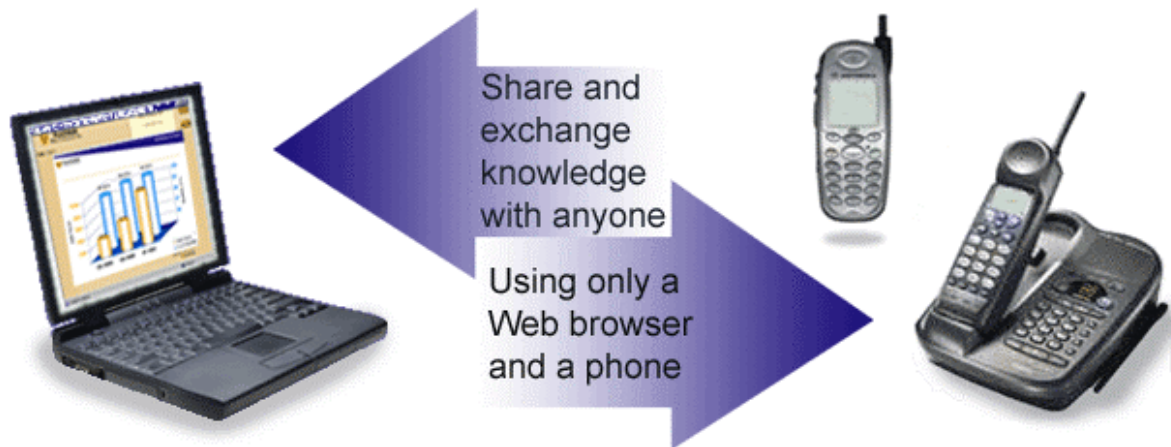 Share and
exchange
knowledge
with anyone
Using only a
Web browser
and a phone